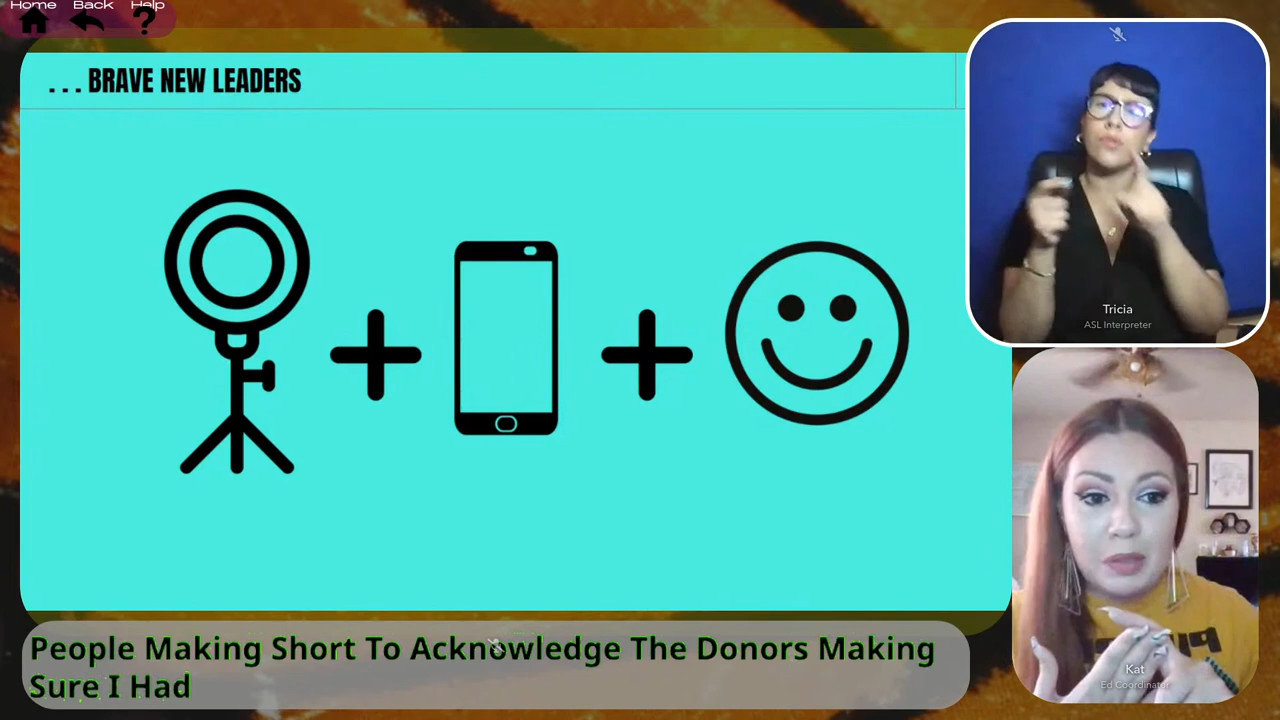 Home Back Help
?
. . . BRAVE NEW LEADERS
Tricia
ASL Interpreter
Kat
Ed Coordinator
People Making Short To Acknowledge The Donors Making
Sure I Had